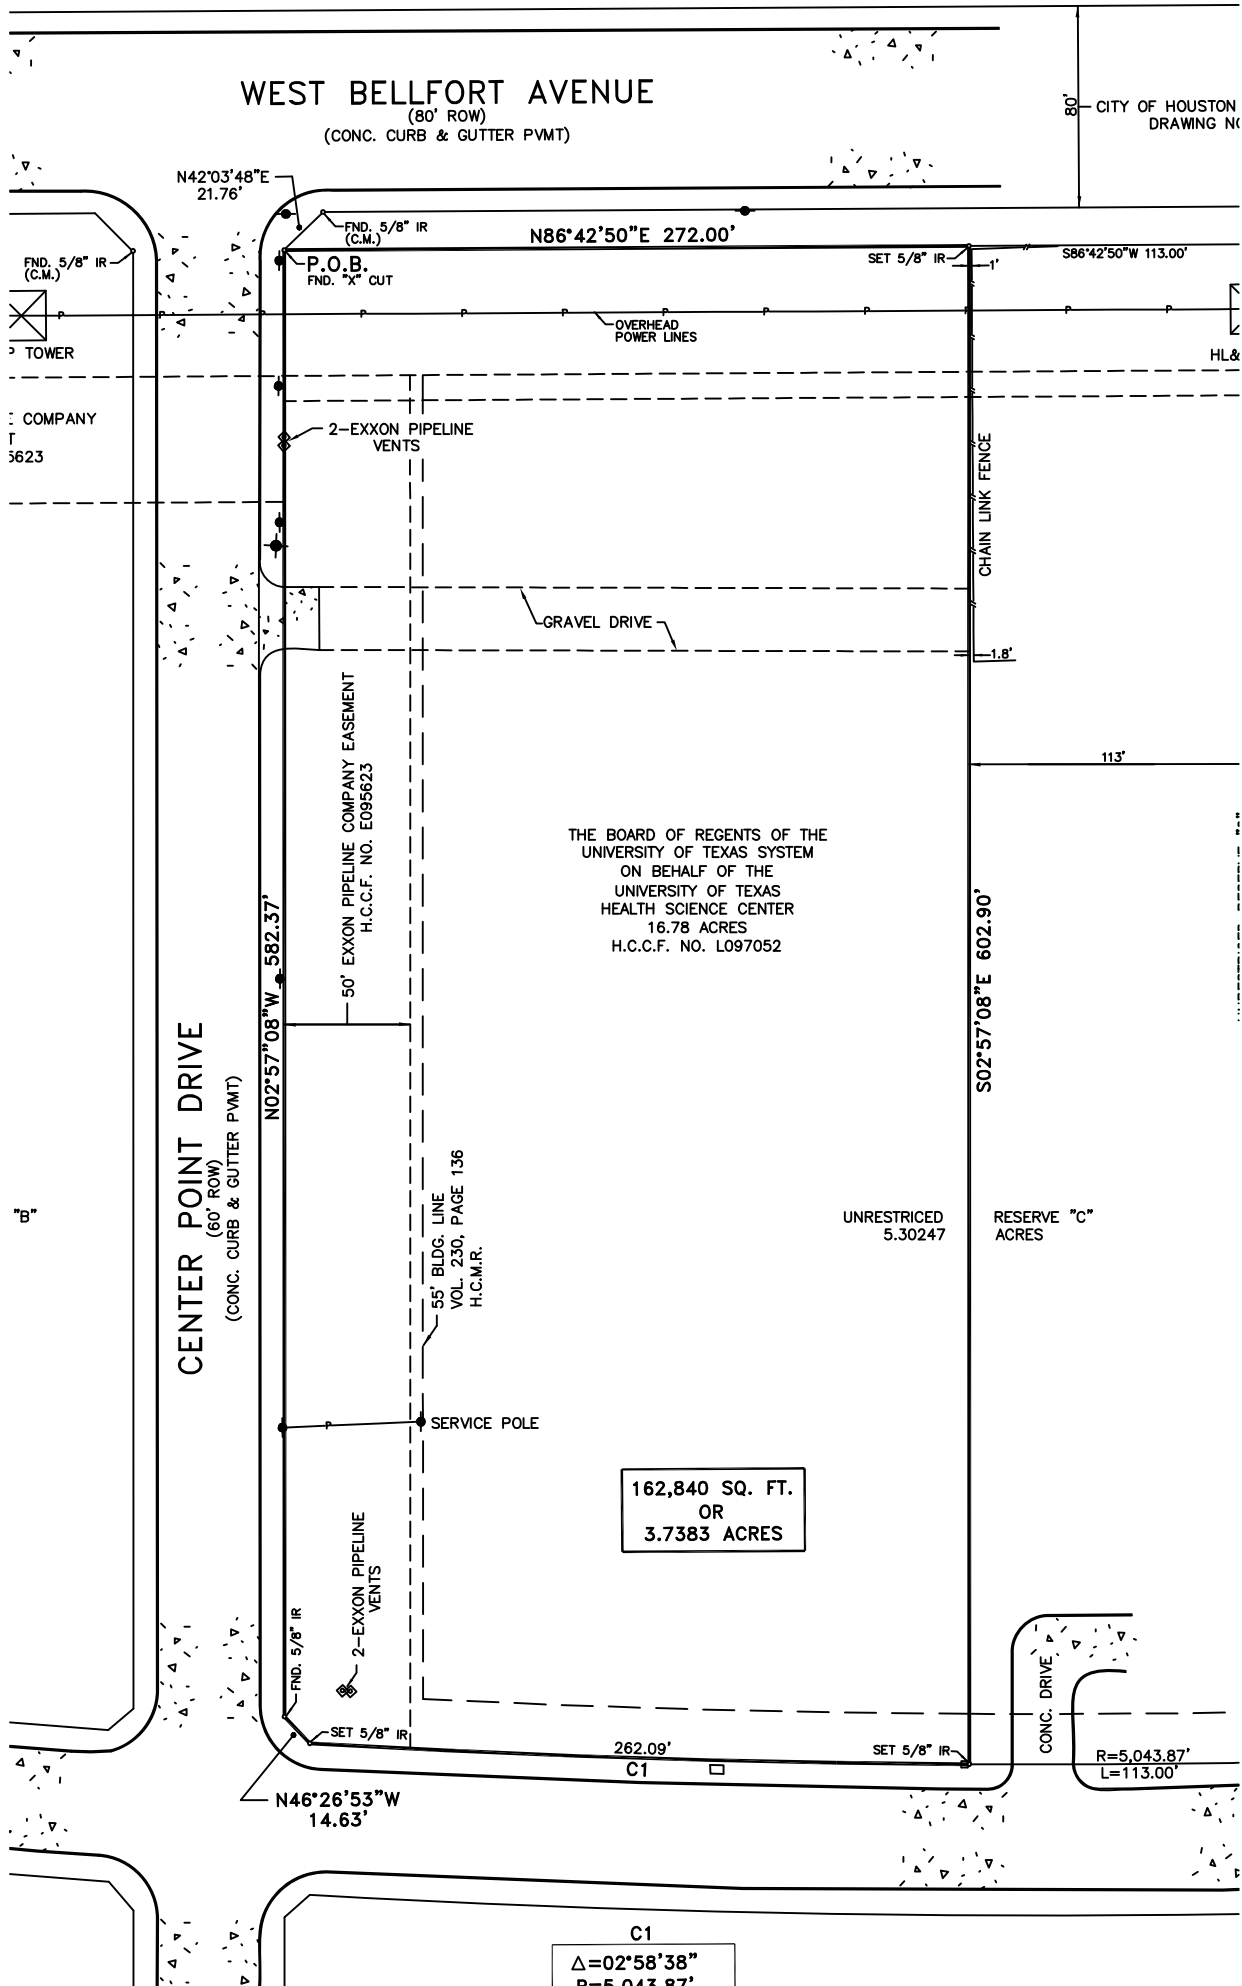 WEST BELLFORT AVENUE
(80' ROW)
(CONC. CURB & GUTTER PVMT)
80'
CITY OF HOUSTON
DRAWING
N42°03'48"E
21.76'
FND. 5/8" IR
(C.M.)
N86°42'50"E 272.00'
SET 5/8" IR
S86°42'50"W 113.00'
1'
FND. 5/8" IR
(C.M.)
P.O.B.
FND. "X" CUT
OVERHEAD
POWER LINES
TOWER
HL&
COMPANY
5623
2-EXXON PIPELINE
VENTS
CHAIN LINK FENCE
GRAVEL DRIVE
1.8'
50' EXXON PIPELINE COMPANY EASEMENT
H.C.C.F. NO. E095623
113'
THE BOARD OF REGENTS OF THE
UNIVERSITY OF TEXAS SYSTEM
ON BEHALF OF THE
UNIVERSITY OF TEXAS
HEALTH SCIENCE CENTER
16.78 ACRES
H.C.C.F. NO. L097052
N02°57"08"W 582.37'
S02°57'08"E 602.90'
CENTER POINT DRIVE
(60' ROW)
(CONC. CURB & GUTTER PVMT)
55' BLDG. LINE
VOL. 230, PAGE 136
H.C.M.R.
"B"
UNRESTRICED RESERVE "C"
5.30247 ACRES
P
SERVICE POLE
162,840 SQ. FT.
OR
3.7383 ACRES
2-EXXON PIPELINE
VENTS
FND. 5/8" IR
SET 5/8" IR
262.09'
C1
SET 5/8" IR
CONC. DRIVE
R=5,043.87'
L=113.00'
N46°26'53"W
14.63'
C1
Δ=02°58'38"
R=5,043.87'